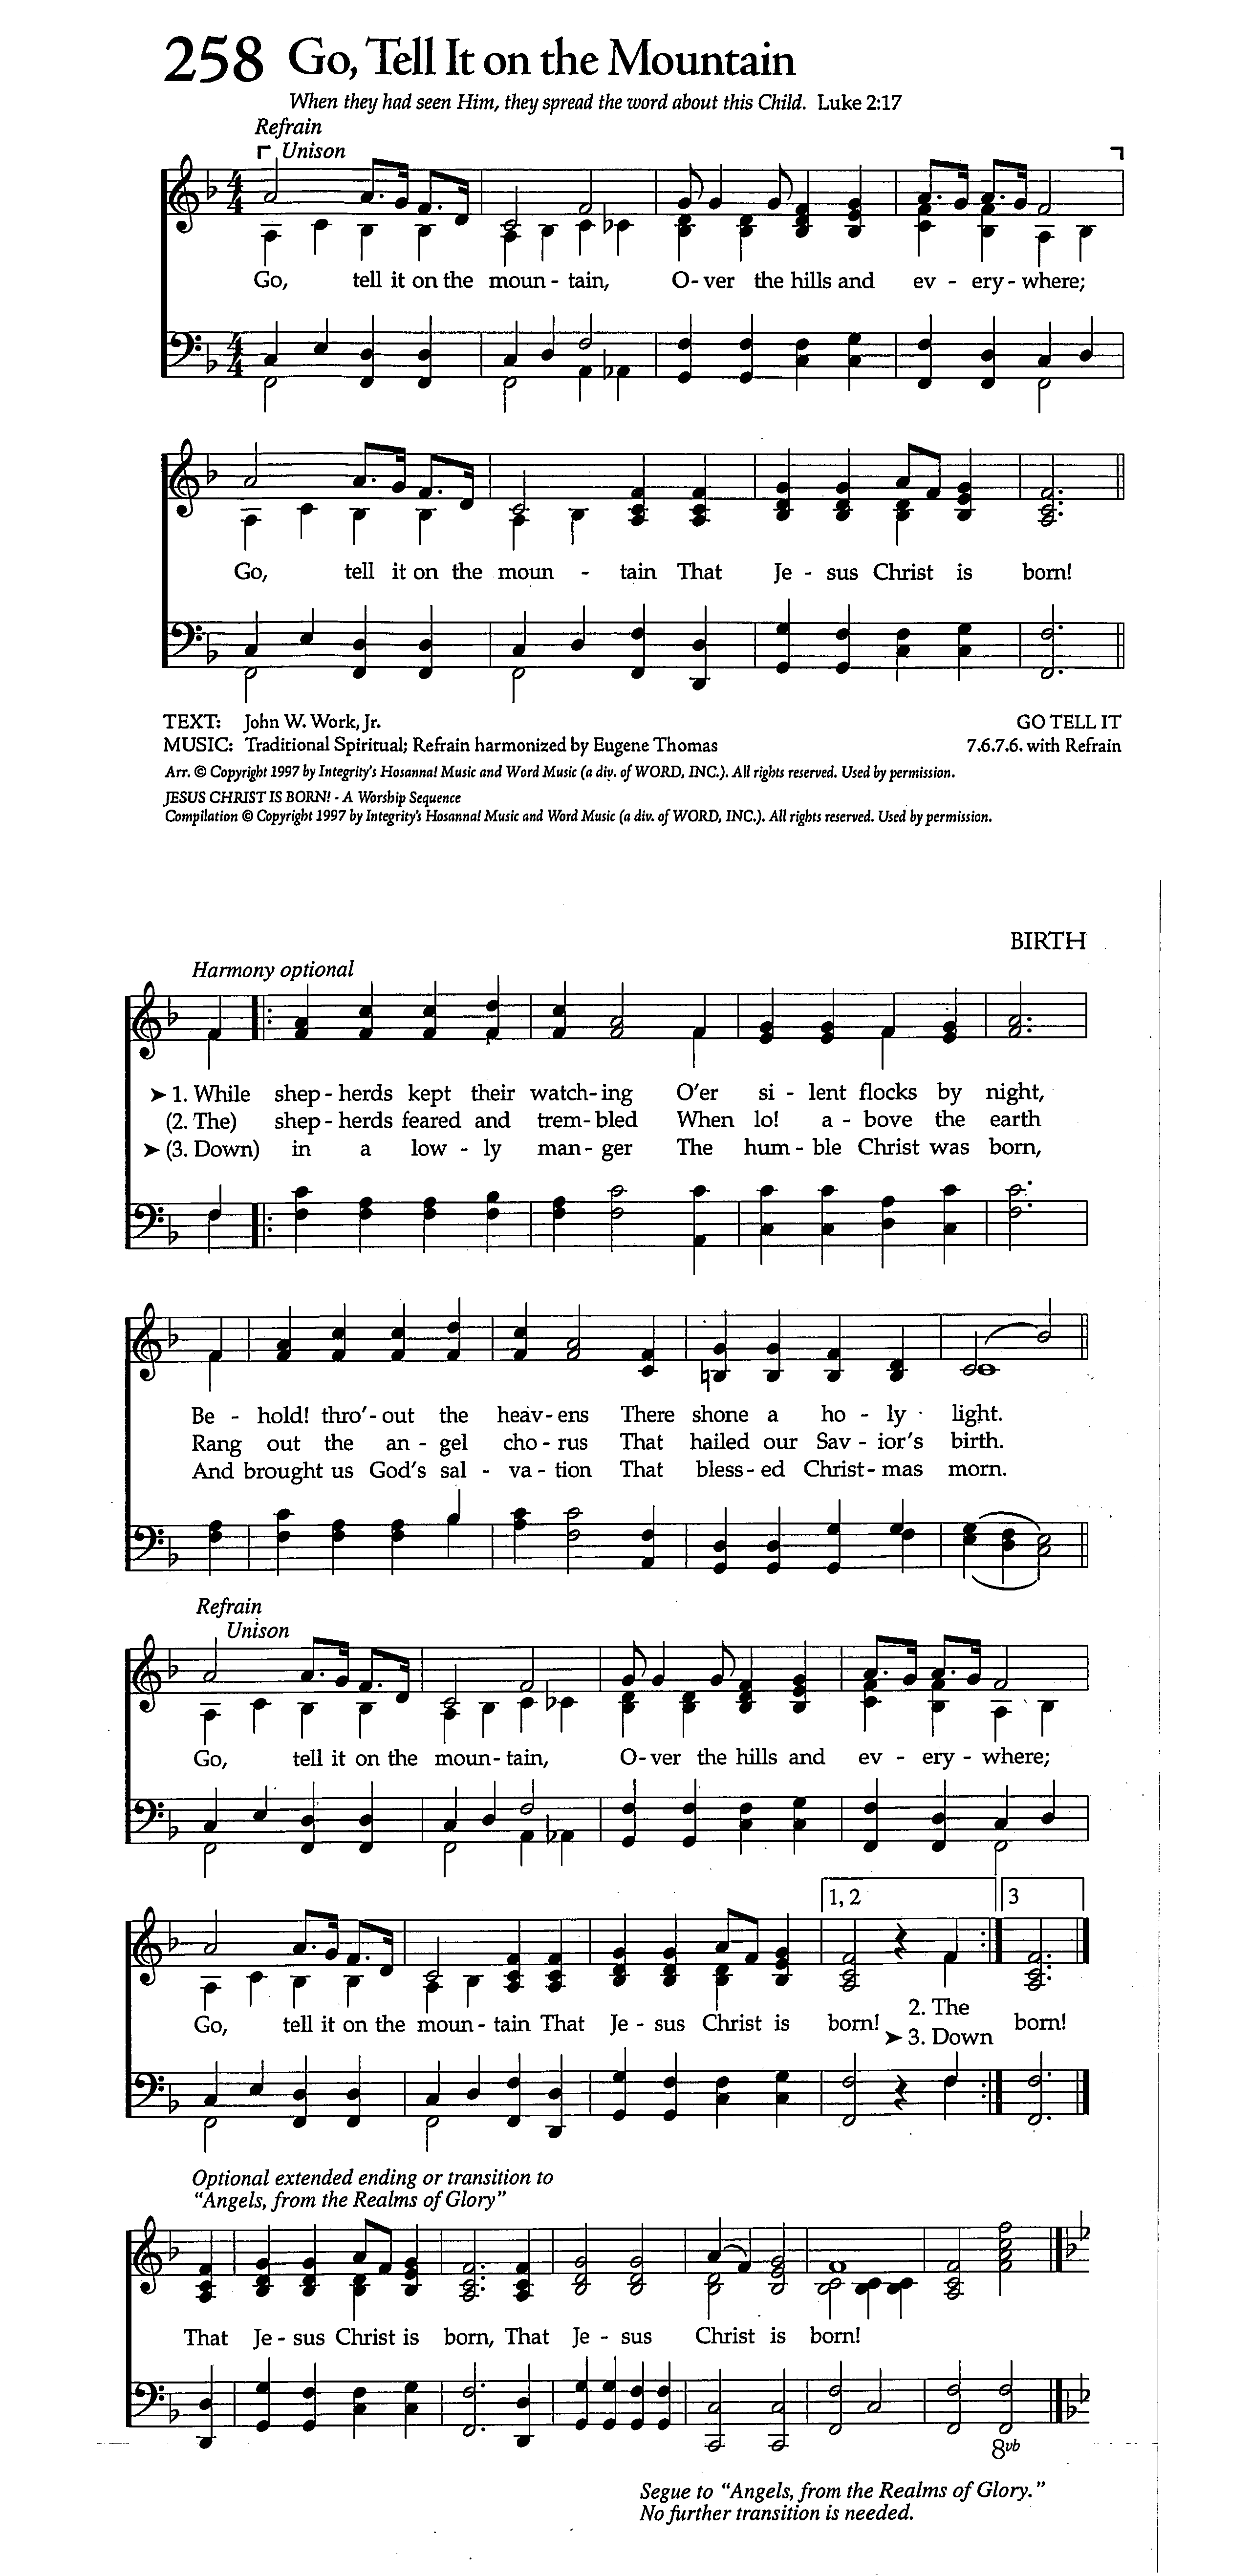 258 Go, Tell It on the Mountain
When they had seen Him, they spread the word about this Child. Luke 2:17
Refrain
Unison
Go, tell it on the moun - tain, O - ver the hills and ev - ery - where;
Go, tell it on the moun - tain That Je - sus Christ is born!
TEXT: John W. Work, Jr. GO TELL IT
MUSIC: Traditional Spiritual; Refrain harmonized by Eugene Thomas 7.6.7.6. with Refrain
Arr. © Copyright 1997 by Integrity's Hosanna! Music and Word Music (a div. of WORD, INC.). All rights reserved. Used by permission.
JESUS CHRIST IS BORN! - A Worship Sequence
Compilation © Copyright 1997 by Integrity's Hosanna! Music and Word Music (a div. of WORD, INC.). All rights reserved. Used by permission.
BIRTH
Harmony optional
➤ 1. While shep - herds kept their watch - ing O'er si - lent flocks by night,
(2. The) shep - herds feared and trem - bled When lo! a - bove the earth
➤ (3. Down) in a low - ly man - ger The hum - ble Christ was born,
Be - hold! thro'- out the heav - ens There shone a ho - ly light.
Rang out the an - gel cho - rus That hailed our Sav - ior's birth.
And brought us God's sal - va - tion That bless - ed Christ - mas morn.
Refrain
Unison
Go, tell it on the moun - tain, O - ver the hills and ev - ery - where;
1, 2 3
Go, tell it on the moun - tain That Je - sus Christ is born! 2. The born!
➤ 3. Down
Optional extended ending or transition to
"Angels, from the Realms of Glory"
That Je - sus Christ is born, That Je - sus Christ is born!
8vb
Segue to "Angels, from the Realms of Glory."
No further transition is needed.